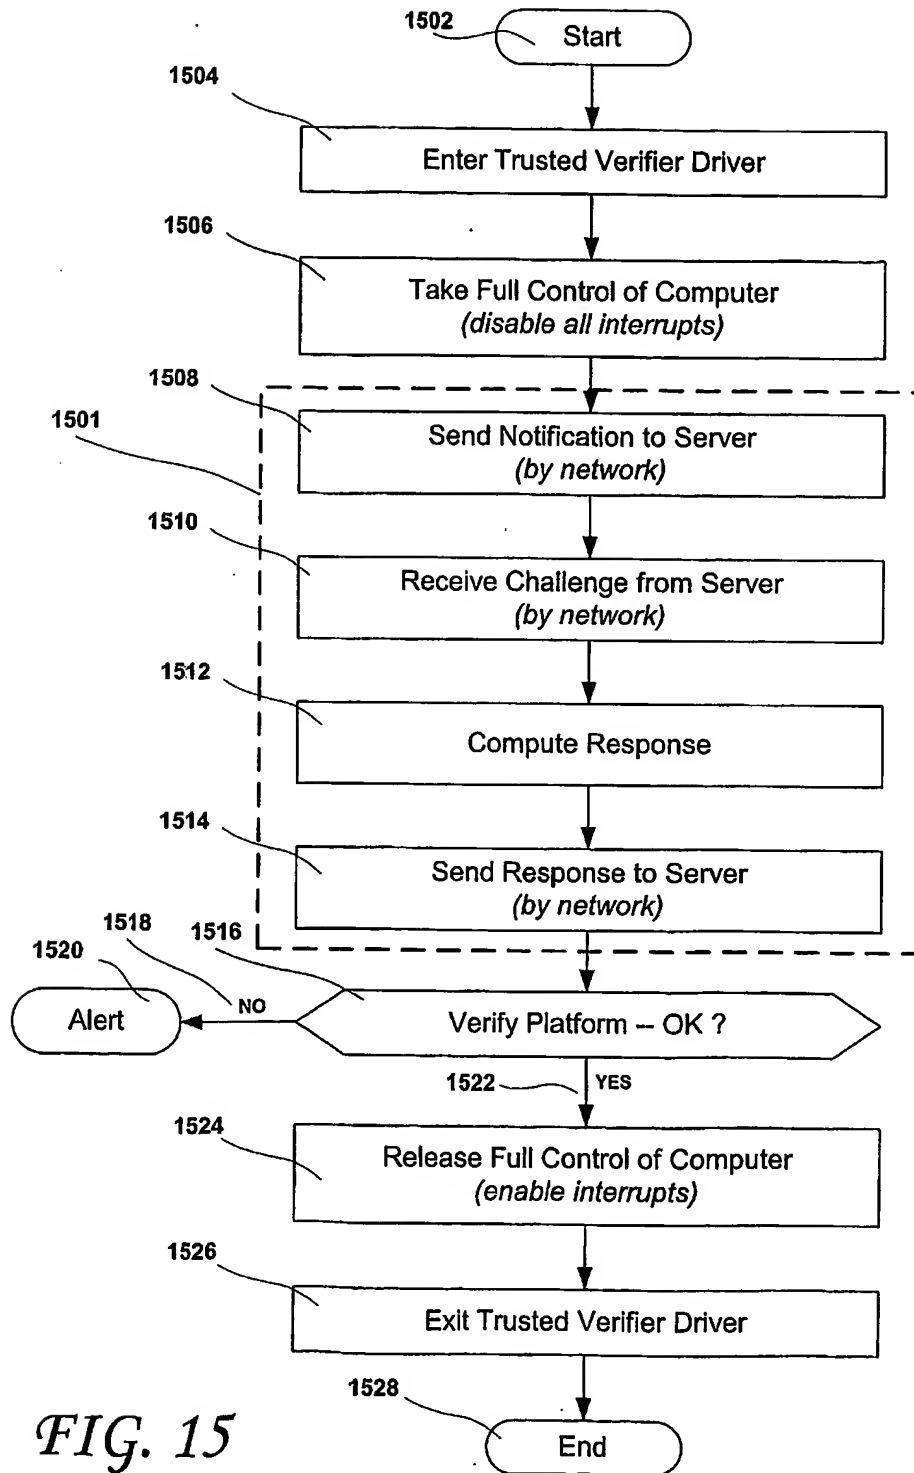 1502
Start
1504
Enter Trusted Verifier Driver
1506
Take Full Control of Computer
(disable all interrupts)
1508
1501
Send Notification to Server
(by network)
1510
Receive Challenge from Server
(by network)
1512
Compute Response
1514
Send Response to Server
(by network)
1518
1516
1520
NO
Alert
Verify Platform – OK ?
1522
YES
1524
Release Full Control of Computer
(enable interrupts)
1526
Exit Trusted Verifier Driver
1528
End
FIG. 15